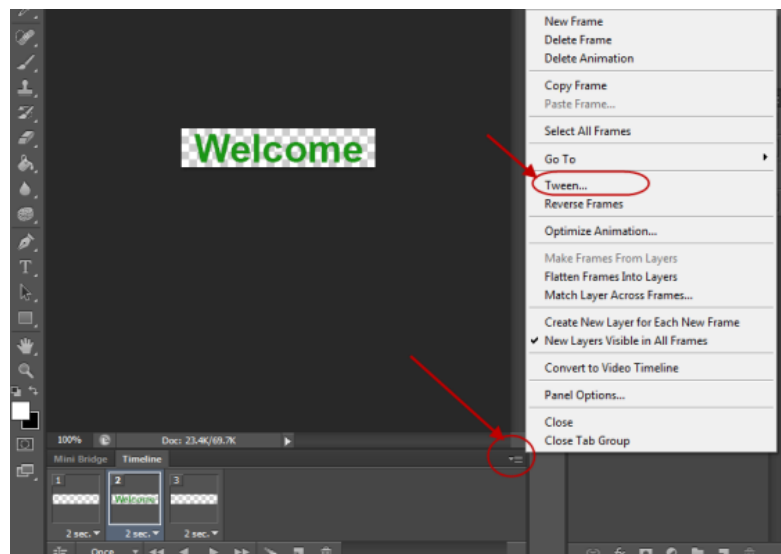 New Frame
Delete Frame
Delete Animation
Copy Frame
Paste Frame...
Select All Frames
Go To
Tween...
Reverse Frames
Optimize Animation...
Make Frames From Layers
Flatten Frames Into Layers
Match Layer Across Frames...
Create New Layer for Each New Frame
New Layers Visible in All Frames
Convert to Video Timeline
Panel Options...
Close
Close Tab Group
Welcome
T
100% Doc: 23.4K/69.7K
Mini Bridge Timeline
1 2 3
Welcome
2 sec. 2 sec. 2 sec.
Once
fx